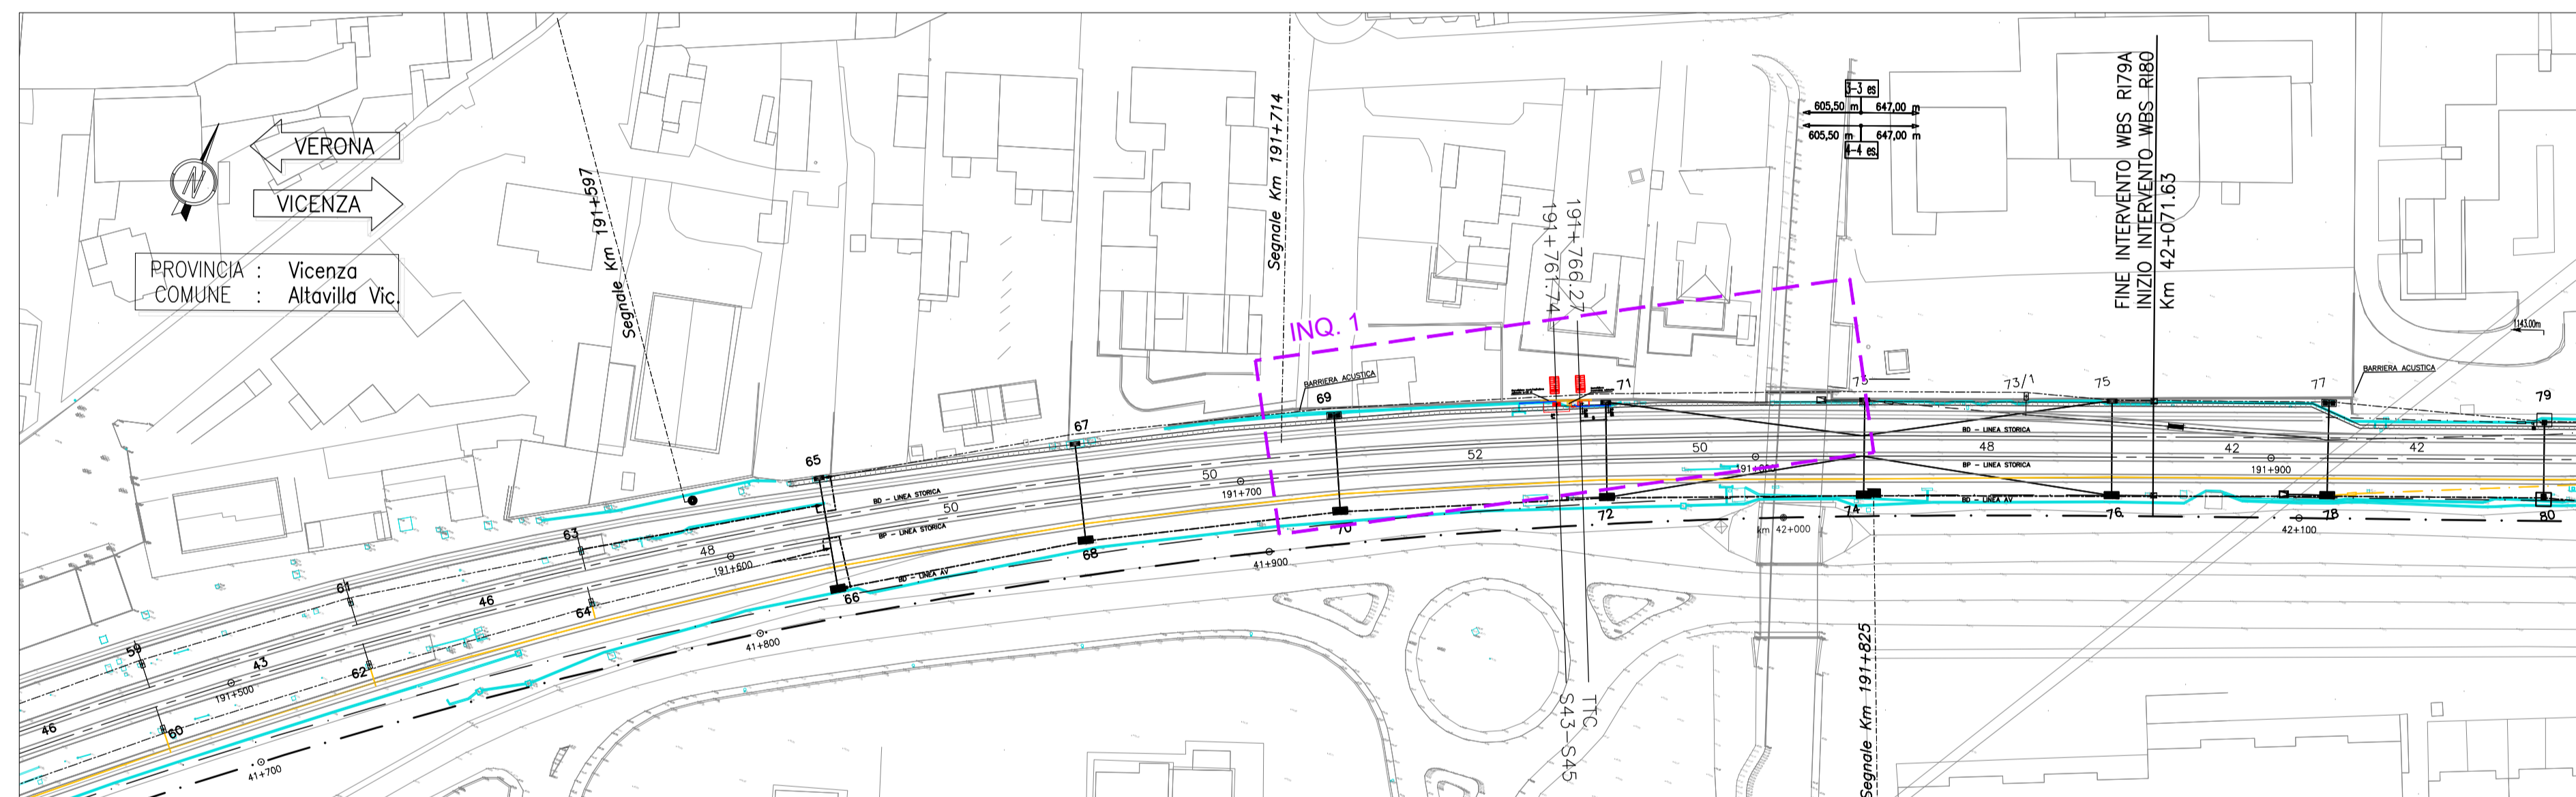 VERONA
N
VICENZA
PROVINCIA : Vicenza
COMUNE : Altavilla Vic.
Segnale Km 191+597
Segnale Km 191+714
191+761.74
191+766.27
3-3 es
605,50 m 647,00 m
605,50 m 647,00 m
4-4 es.
FINE INTERVENTO WBS RI79A
INIZIO INTERVENTO WBS RI80
Km 42+071.63
1143.00m
INQ. 1
BARRIERA ACUSTICA
BARRIERA ACUSTICA
59
61
63
65
67
69
71
73
73/1
75
77
79
BD - LINEA STORICA
BP - LINEA STORICA
BD - LINEA AV
BD - LINEA STORICA
BP - LINEA STORICA
BD - LINEA AV
46
43
46
48
50
50
52
50
48
42
42
191+500
191+600
191+700
191+900
60
62
64
66
68
70
72
74
76
78
80
41+700
41+800
41+900
km 42+000
42+100
S43-S45
TTC
Segnale Km 191+825